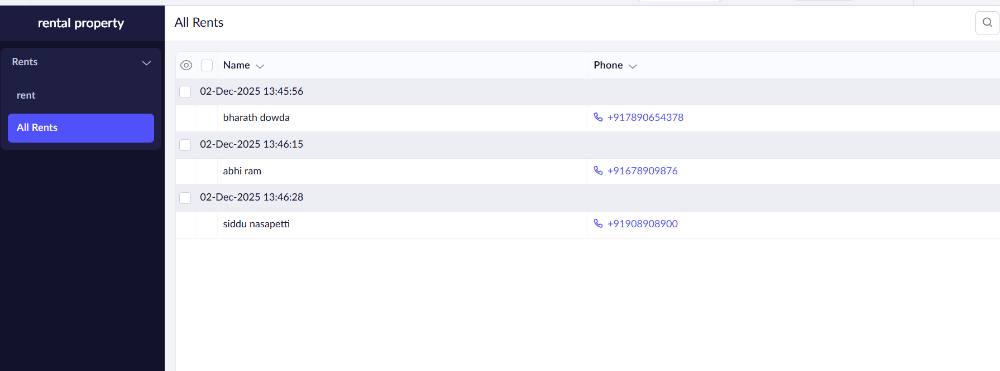 rental property
All Rents
Rents
rent
All Rents
Name Phone
02-Dec-2025 13:45:56
bharath dowda +917890654378
02-Dec-2025 13:46:15
abhi ram +91678909876
02-Dec-2025 13:46:28
siddu nasapetti +91908908900